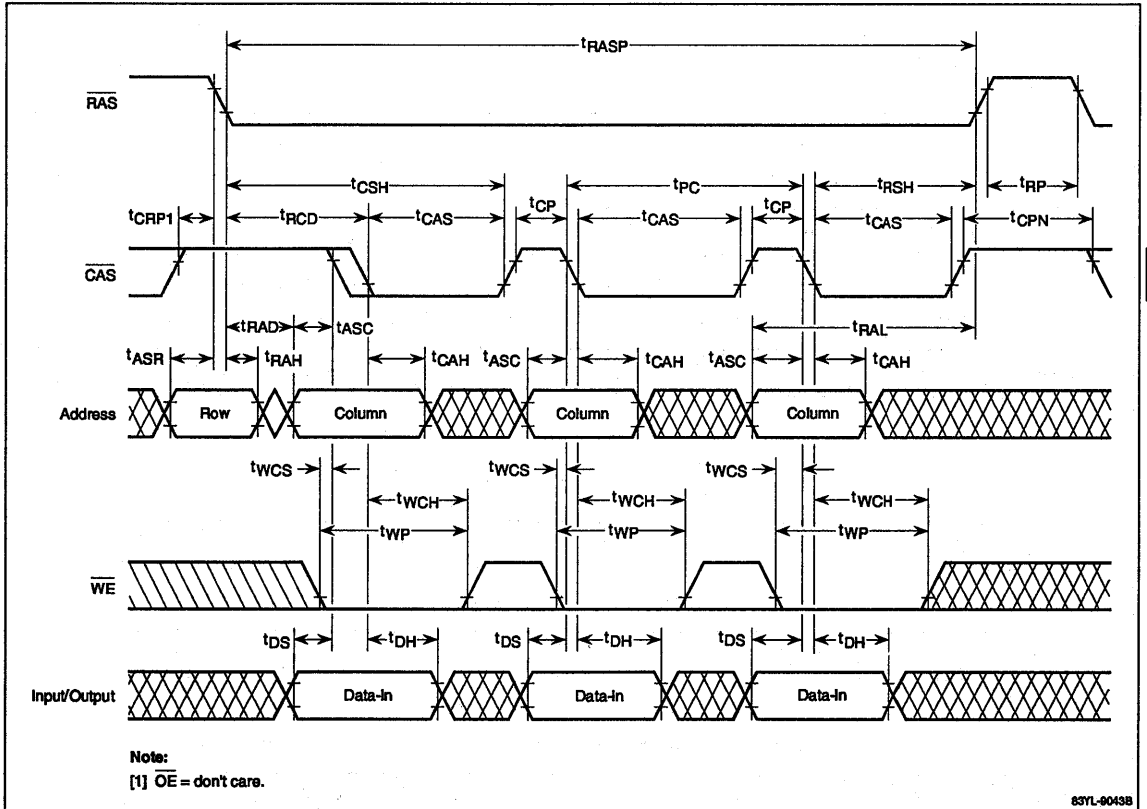 tRASP
RAS
tCSH tPC tRSH tRP
tCRP1 tRCD tCAS tCP tCAS tCP tCAS tCPN
CAS
tRAD tASC tRAL
tASR tRAH tCAH tASC tCAH tASC tCAH
Address Row Column Column Column
tWCS tWCS tWCS
tWCH tWCH tWCH
tWP tWP tWP
WE
tDS tDH tDS tDH tDS tDH
Input/Output Data-In Data-In Data-In
Note:
[1] OE = don't care.
83YL-9043B